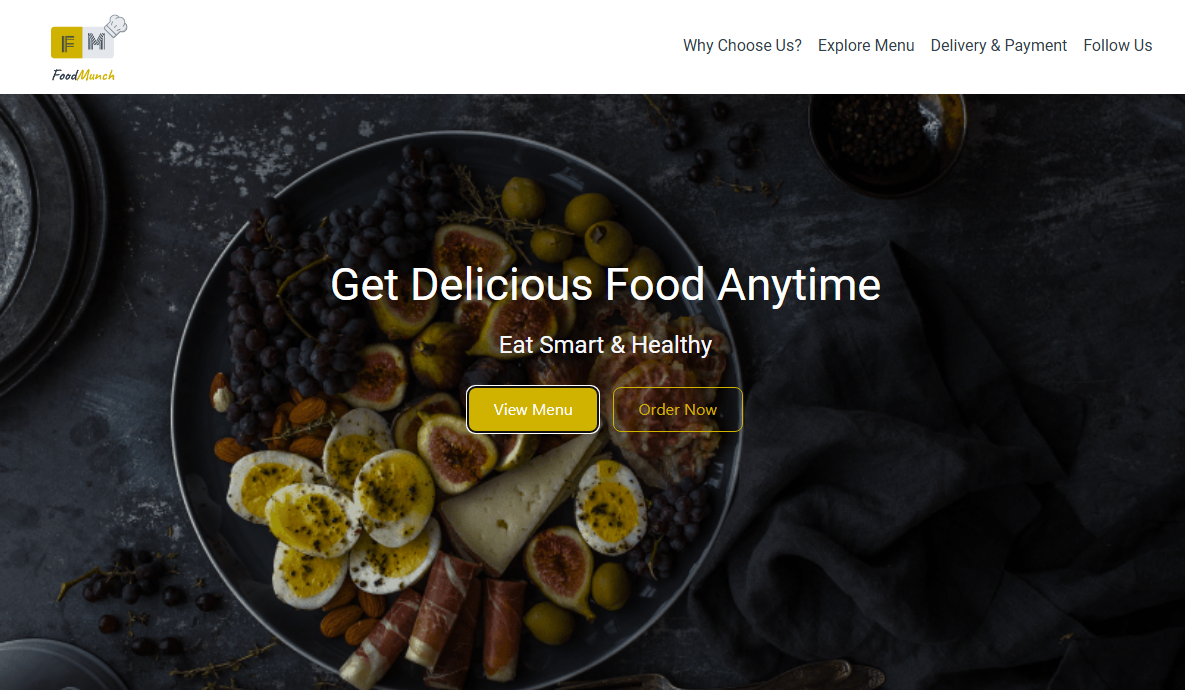 F M
FoodMunch
Why Choose Us? Explore Menu Delivery & Payment Follow Us
Get Delicious Food Anytime
Eat Smart & Healthy
View Menu Order Now